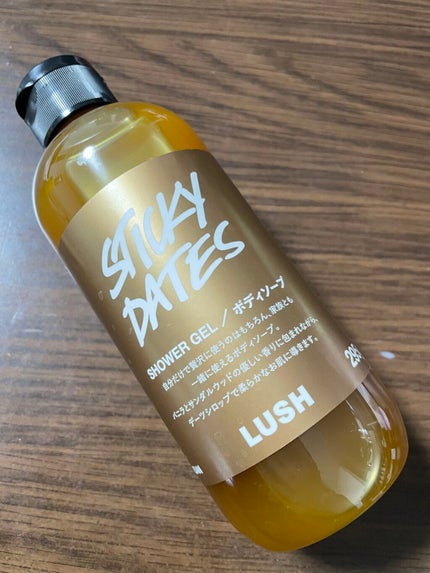 STICKY
DATES
SHOWER GEL / ボディソープ
自分だけで贅沢に使うのはもちろん、家族とも
一緒に使えるボディソープ。
バニラとサンダルウッドの優しい香りに包まれながら、
デーツシロップで柔らかなお肌に導きます。
LUSH